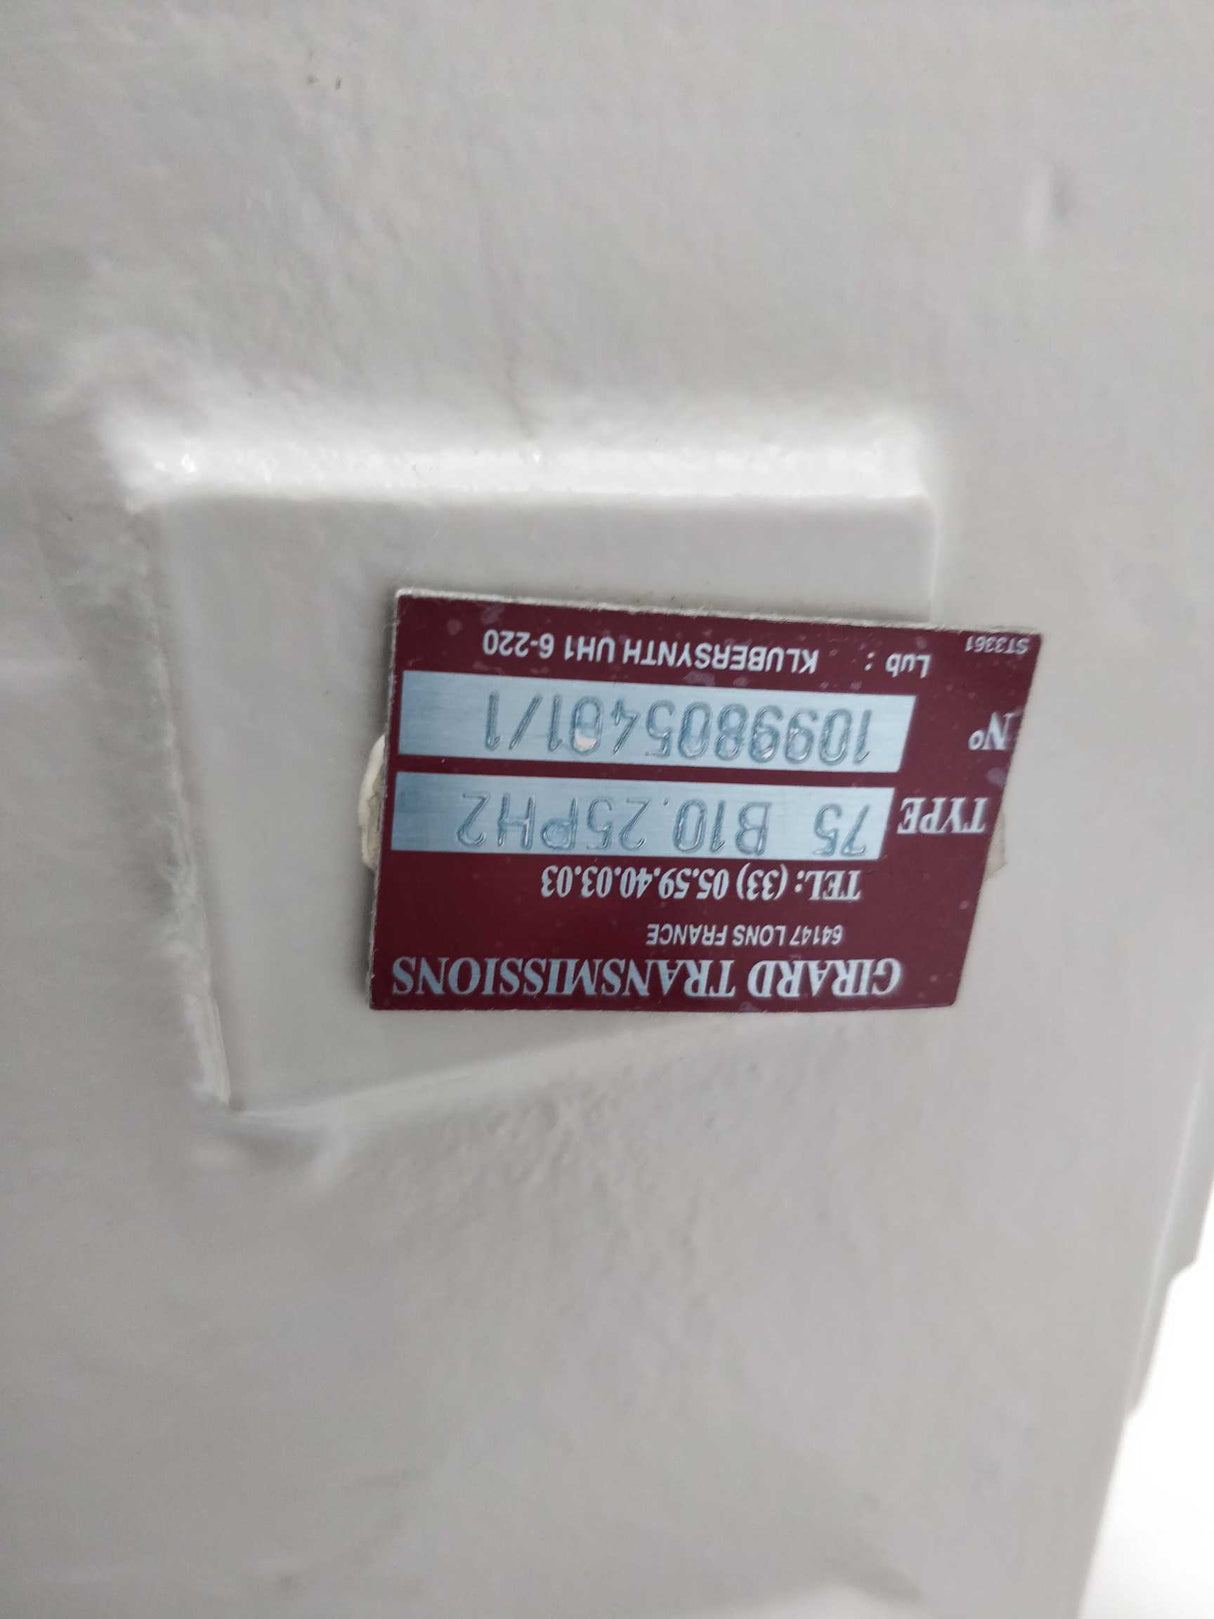 GIRARD TRANSMISSIONS
64147 LONS FRANCE
TEL: (33) 05.59.40.03.03
TYPE 75 B10.25PH2
N° 1099805401/1
Lub : KLUBERSYNTH UH1 6-220
ST3361